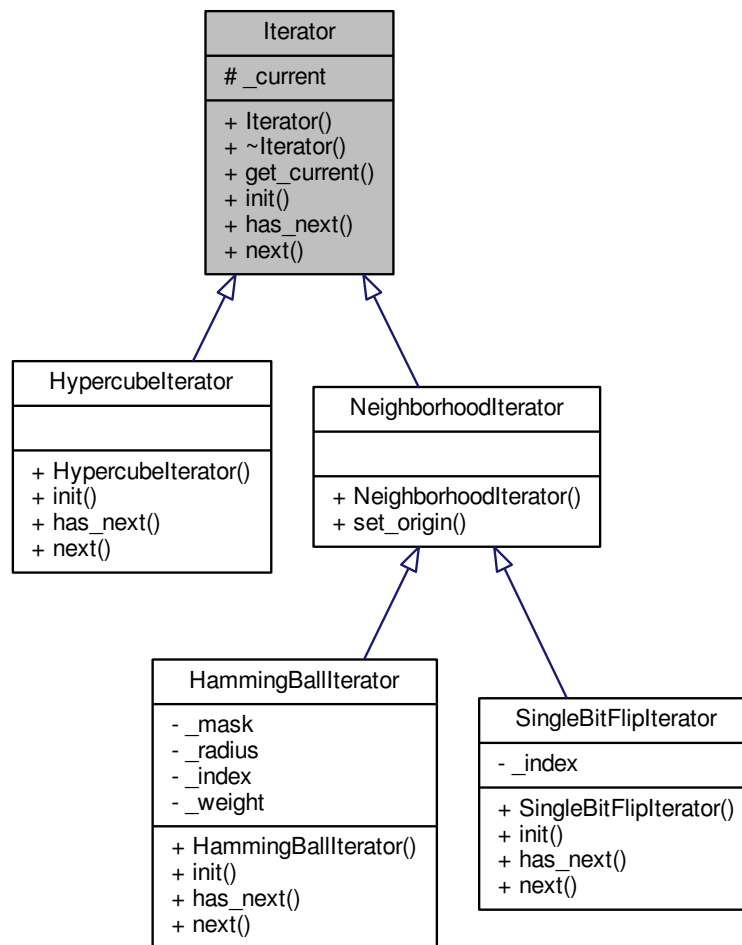 Iterator
# _current
+ Iterator()
+ ~Iterator()
+ get_current()
+ init()
+ has_next()
+ next()
HypercubeIterator
+ HypercubeIterator()
+ init()
+ has_next()
+ next()
NeighborhoodIterator
+ NeighborhoodIterator()
+ set_origin()
HammingBallIterator
- _mask
- _radius
- _index
- _weight
+ HammingBallIterator()
+ init()
+ has_next()
+ next()
SingleBitFlipIterator
- _index
+ SingleBitFlipIterator()
+ init()
+ has_next()
+ next()